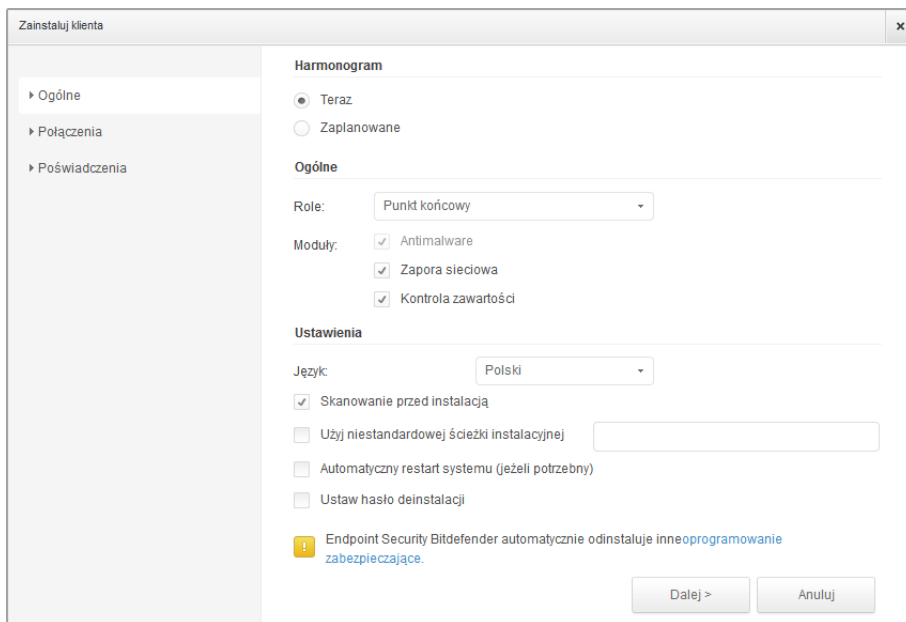 Zainstaluj klienta
x
Ogólne
Połączenia
Poświadczenia
Harmonogram
Teraz
Zaplanowane
Ogólne
Role: Punkt końcowy
Moduły: Antimalware
Zapora sieciowa
Kontrola zawartości
Ustawienia
Język: Polski
Skanowanie przed instalacją
Użyj niestandardowej ścieżki instalacyjnej
Automatyczny restart systemu (jeżeli potrzebny)
Ustaw hasło deinstalacji
! Endpoint Security Bitdefender automatycznie odinstaluje inneoprogramowanie
zabezpieczające.
Dalej > Anuluj